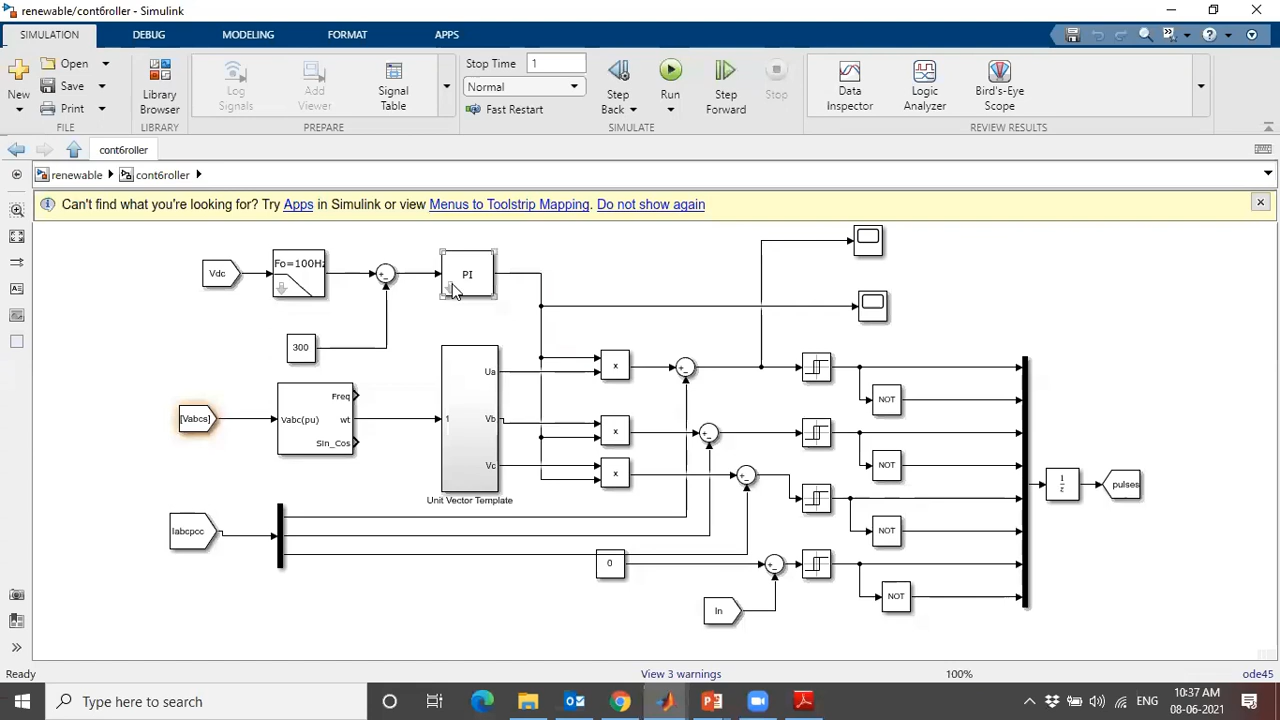 renewable/cont6roller * - Simulink
SIMULATION
DEBUG
MODELING
FORMAT
APPS
New
Open
Save
Print
FILE
Library
Browser
LIBRARY
Log
Signals
Add
Viewer
Signal
Table
PREPARE
Stop Time
1
Normal
Fast Restart
Step
Back
Run
Step
Forward
Stop
SIMULATE
Data
Inspector
Logic
Analyzer
Bird's-Eye
Scope
REVIEW RESULTS
cont6roller
renewable
cont6roller
Can't find what you're looking for? Try Apps in Simulink or view Menus to Toolstrip Mapping. Do not show again
Vdc
Fo=100Hz
PI
300
[Vabcs]
Vabc(pu)
Freq
wt
Sin_Cos
1
Ua
Vb
Vc
Unit Vector Template
Iabcpcc
x
x
x
0
In
NOT
NOT
NOT
NOT
1
z
pulses
Ready
View 3 warnings
100%
ode45
Type here to search
ENG
10:37 AM
08-06-2021